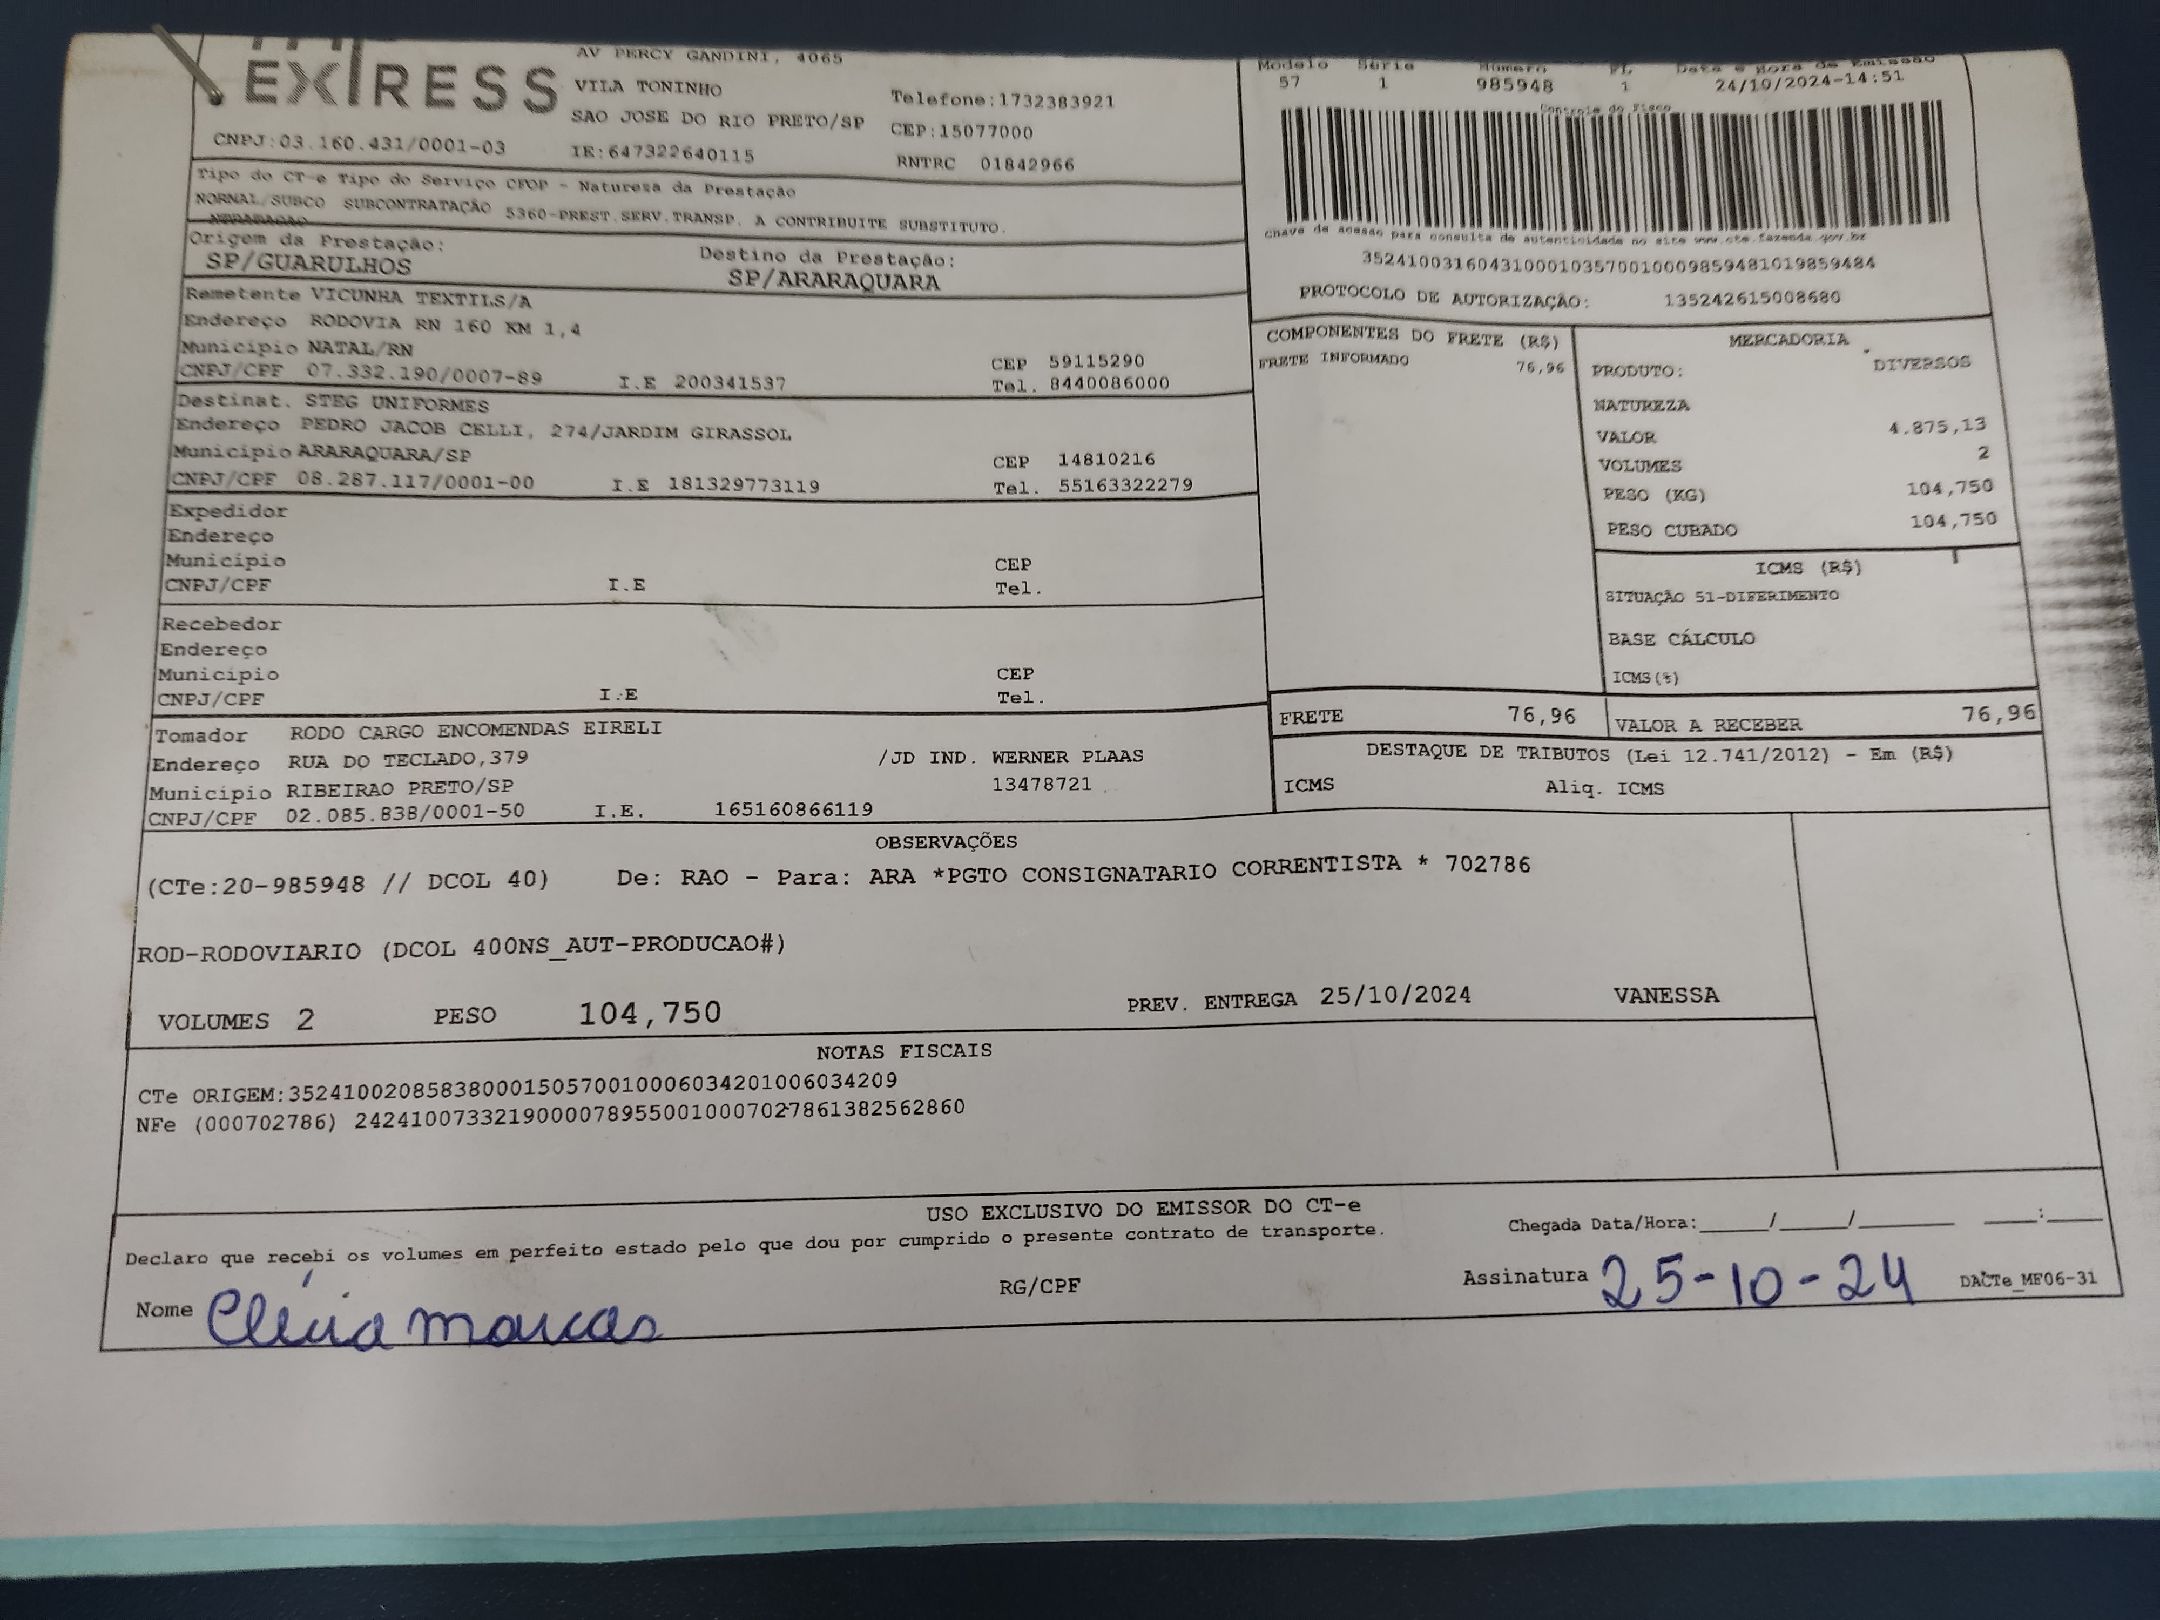 EXPRESS
AV PERCY GANDINI, 4065
VILA TONINHO
SAO JOSE DO RIO PRETO/SP
IE:647322640115
Telefone:1732383921
CEP:15077000
RNTRC 01842966
CNPJ:03.160.431/0001-03
Modelo Série Número FL Data e Hora de Emissão
57 1 985948 1 24/10/2024-14:51
Controle do Fisco
Chave de acesso para consulta de autenticidade no site www.cte.fazenda.gov.br
35241003160431000103570010009859481019859484
PROTOCOLO DE AUTORIZAÇÃO: 135242615008680
Tipo do CT-e Tipo do Serviço CFOP - Natureza da Prestação
NORNAL/SUBCO SUBCONTRATAÇÃO 5360-PREST.SERV.TRANSP. A CONTRIBUITE SUBSTITUTO.
Origem da Prestação: Destino da Prestação:
SP/GUARULHOS SP/ARARAQUARA
Remetente VICUNHA TEXTILS/A
Endereço RODOVIA RN 160 KM 1,4
Município NATAL/RN CEP 59115290
CNPJ/CPF 07.332.190/0007-89 I.E 200341537 Tel. 8440086000
Destinat. STEG UNIFORMES
Endereço PEDRO JACOB CELLI, 274/JARDIM GIRASSOL
Município ARARAQUARA/SP CEP 14810216
CNPJ/CPF 08.287.117/0001-00 I.E 181329773119 Tel. 55163322279
Expedidor
Endereço
Município CEP
CNPJ/CPF I.E Tel.
Recebedor
Endereço
Município CEP
CNPJ/CPF I.E Tel.
Tomador RODO CARGO ENCOMENDAS EIRELI
Endereço RUA DO TECLADO,379 /JD IND. WERNER PLAAS
Município RIBEIRAO PRETO/SP 13478721
CNPJ/CPF 02.085.838/0001-50 I.E. 165160866119
COMPONENTES DO FRETE (R$)
FRETE INFORMADO 76,96
MERCADORIA
PRODUTO: DIVERSOS
NATUREZA
VALOR 4.875,13
VOLUMES 2
PESO (KG) 104,750
PESO CUBADO 104,750
ICMS (R$)
SITUAÇÃO 51-DIFERIMENTO
BASE CÁLCULO
ICMS(%)
FRETE 76,96 VALOR A RECEBER 76,96
DESTAQUE DE TRIBUTOS (Lei 12.741/2012) - Em (R$)
ICMS Aliq. ICMS
OBSERVAÇÕES
(CTe:20-985948 // DCOL 40) De: RAO - Para: ARA *PGTO CONSIGNATARIO CORRENTISTA * 702786
ROD-RODOVIARIO (DCOL 400NS_AUT-PRODUCAO#)
VOLUMES 2 PESO 104,750 PREV. ENTREGA 25/10/2024 VANESSA
NOTAS FISCAIS
CTe ORIGEM:35241002085838000150570010006034201006034209
NFe (000702786) 24241007332190000789550010007027861382562860
USO EXCLUSIVO DO EMISSOR DO CT-e
Declaro que recebi os volumes em perfeito estado pelo que dou por cumprido o presente contrato de transporte.
Chegada Data/Hora:______/______/________ ____:____
Nome Clécia marcas RG/CPF Assinatura 25-10-24 DACTe_MF06-31